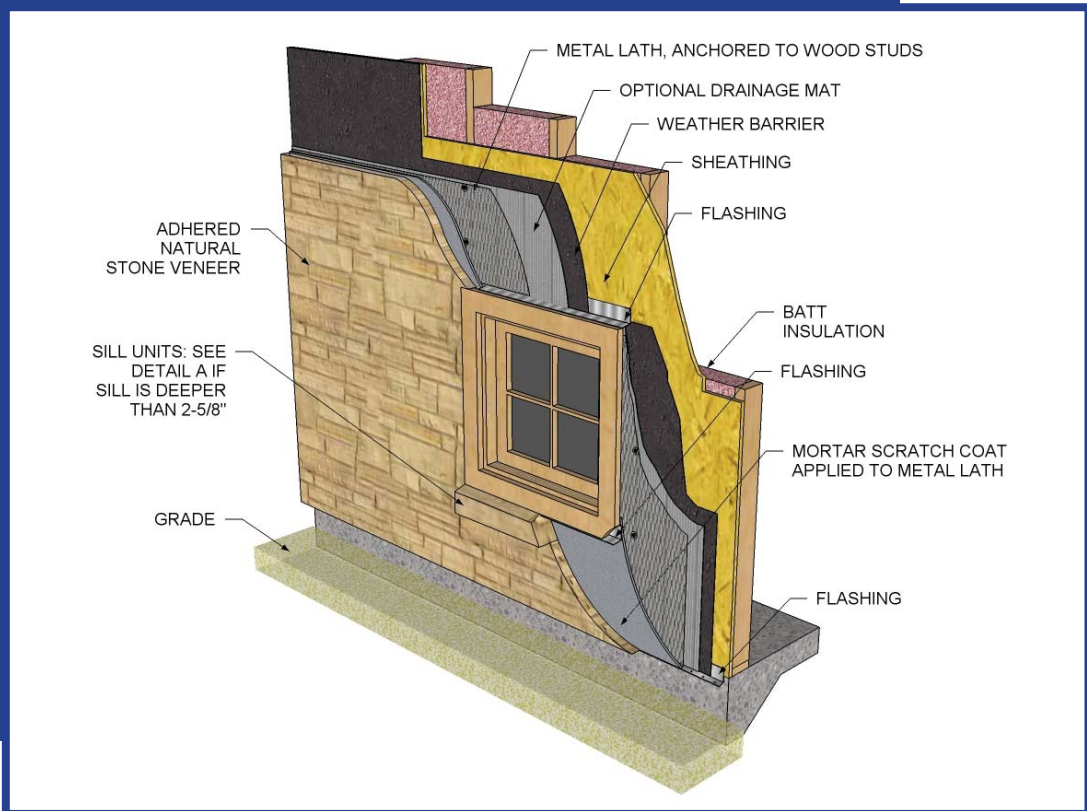 METAL LATH, ANCHORED TO WOOD STUDS
OPTIONAL DRAINAGE MAT
WEATHER BARRIER
SHEATHING
FLASHING
ADHERED
NATURAL
STONE VENEER
BATT
INSULATION
FLASHING
SILL UNITS: SEE
DETAIL A IF
SILL IS DEEPER
THAN 2-5/8"
MORTAR SCRATCH COAT
APPLIED TO METAL LATH
GRADE
FLASHING